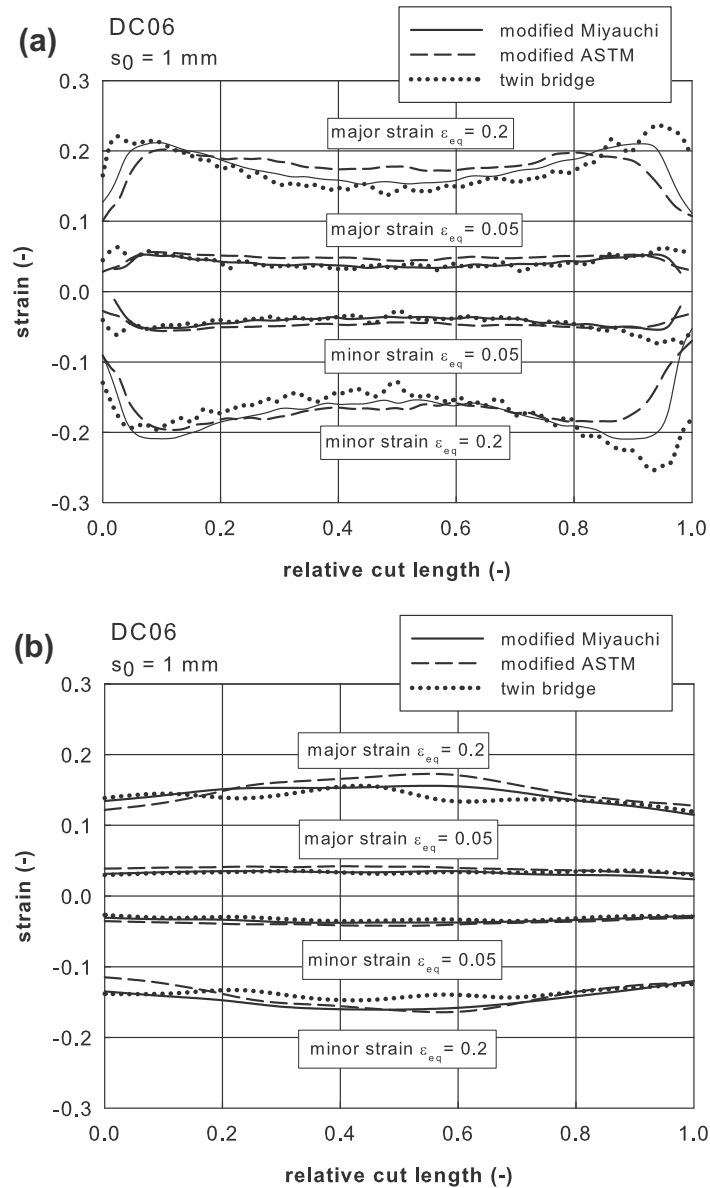 (a)
DC06
s0 = 1 mm
modified Miyauchi
modified ASTM
twin bridge
0.3
0.2
0.1
0.0
-0.1
-0.2
-0.3
strain (-)
major strain εeq = 0.2
major strain εeq = 0.05
minor strain εeq = 0.05
minor strain εeq = 0.2
0.0 0.2 0.4 0.6 0.8 1.0
relative cut length (-)
(b)
DC06
s0 = 1 mm
modified Miyauchi
modified ASTM
twin bridge
0.3
0.2
0.1
0.0
-0.1
-0.2
-0.3
strain (-)
major strain εeq = 0.2
major strain εeq = 0.05
minor strain εeq = 0.05
minor strain εeq = 0.2
0.0 0.2 0.4 0.6 0.8 1.0
relative cut length (-)